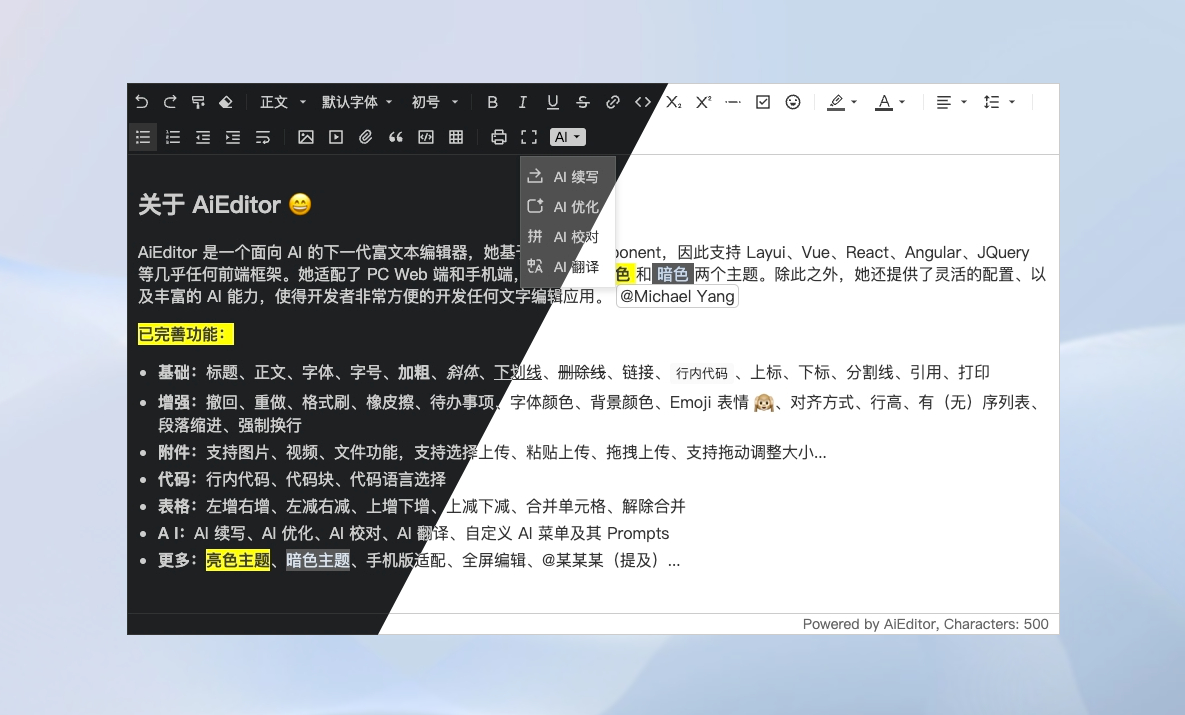 正文 默认字体 初号 B I U S <> X₂ X² A
AI
AI 续写
AI 优化
AI 校对
AI 翻译
关于 AiEditor 😄
AiEditor 是一个面向 AI 的下一代富文本编辑器，她基于 ponent，因此支持 Layui、Vue、React、Angular、JQuery
等几乎任何前端框架。她适配了 PC Web 端和手机端， 色 和 暗色 两个主题。除此之外，她还提供了灵活的配置、以
及丰富的 AI 能力，使得开发者非常方便的开发任何文字编辑应用。 @Michael Yang
已完善功能：
• 基础：标题、正文、字体、字号、加粗、斜体、下划线、删除线、链接、 行内代码 、上标、下标、分割线、引用、打印
• 增强：撤回、重做、格式刷、橡皮擦、待办事项、字体颜色、背景颜色、Emoji 表情 🙉、对齐方式、行高、有（无）序列表、
段落缩进、强制换行
• 附件：支持图片、视频、文件功能，支持选择上传、粘贴上传、拖拽上传、支持拖动调整大小...
• 代码：行内代码、代码块、代码语言选择
• 表格：左增右增、左减右减、上增下增、上减下减、合并单元格、解除合并
• A I：AI 续写、AI 优化、AI 校对、AI 翻译、自定义 AI 菜单及其 Prompts
• 更多：亮色主题、暗色主题、手机版适配、全屏编辑、@某某某（提及）...
Powered by AiEditor, Characters: 500